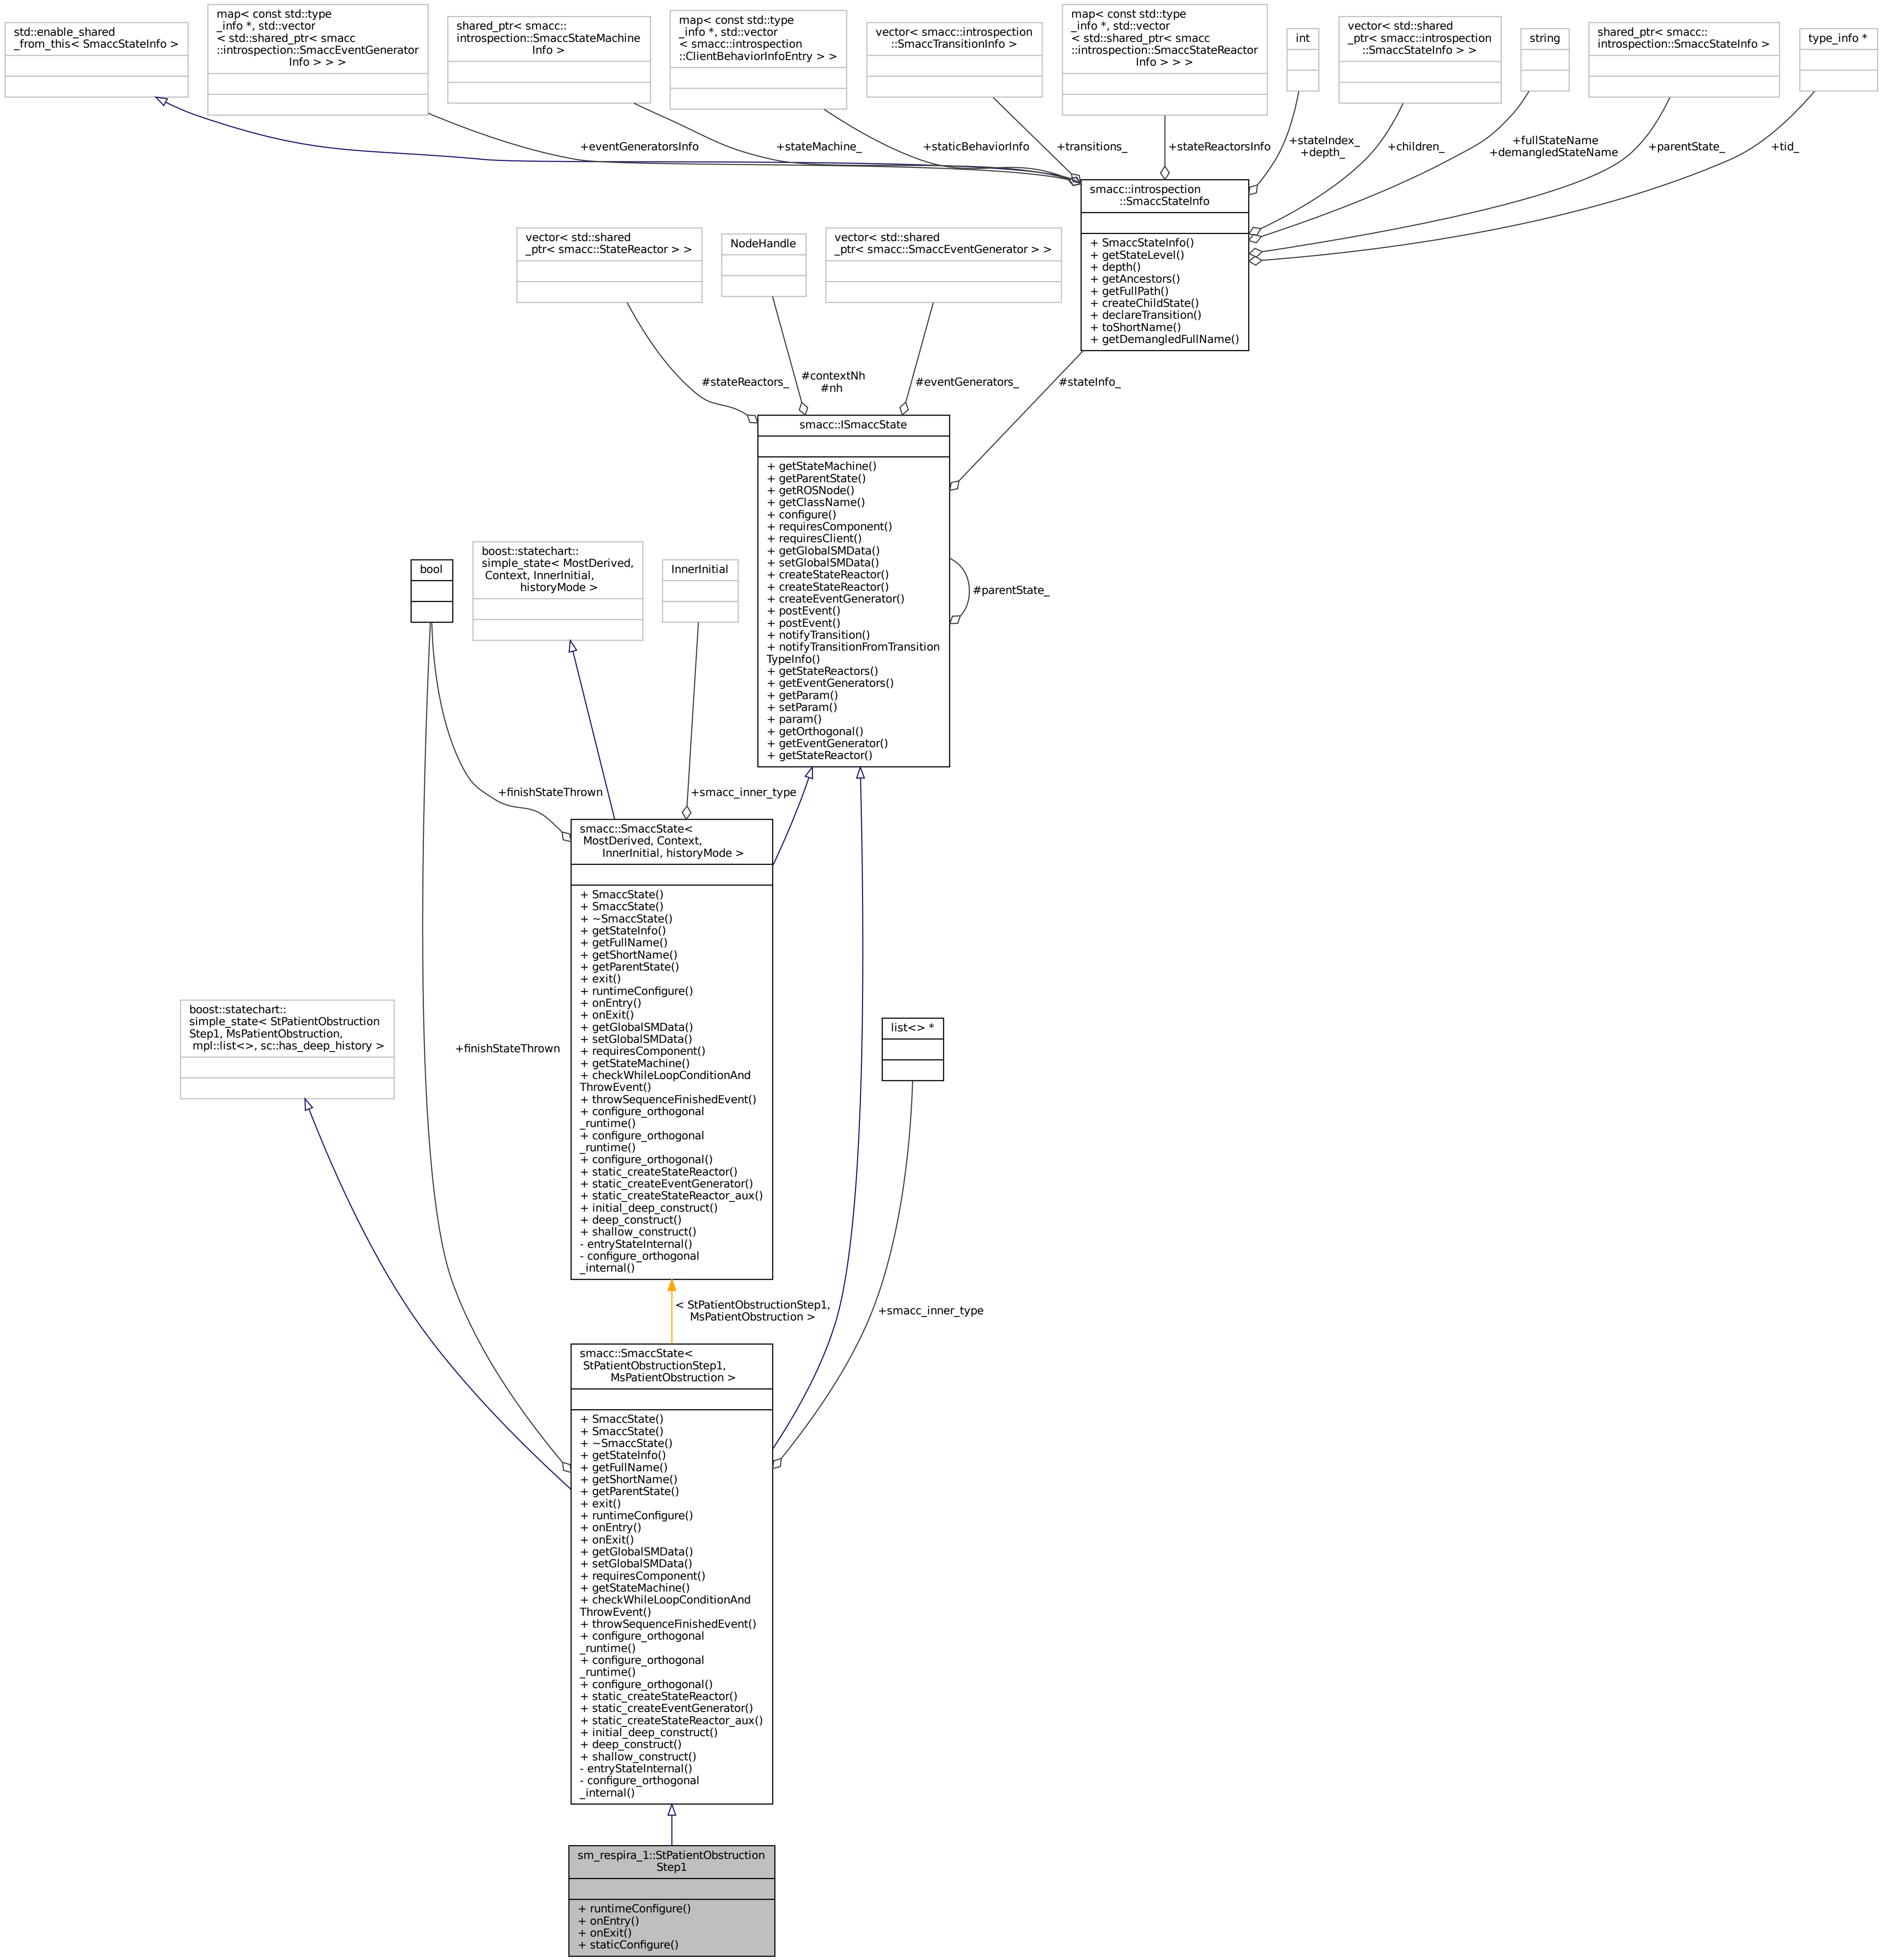 std::enable_shared
_from_this< SmaccStateInfo >
map< const std::type
_info *, std::vector
< std::shared_ptr< smacc
::introspection::SmaccEventGenerator
Info > > >
shared_ptr< smacc::
introspection::SmaccStateMachine
Info >
map< const std::type
_info *, std::vector
< smacc::introspection
::ClientBehaviorInfoEntry > >
vector< smacc::introspection
::SmaccTransitionInfo >
map< const std::type
_info *, std::vector
< std::shared_ptr< smacc
::introspection::SmaccStateReactor
Info > > >
int
vector< std::shared
_ptr< smacc::introspection
::SmaccStateInfo > >
string
shared_ptr< smacc::
introspection::SmaccStateInfo >
type_info *
+eventGeneratorsInfo
+stateMachine_
+staticBehaviorInfo
+transitions_
+stateReactorsInfo
+stateIndex_
+depth_
+children_
+fullStateName
+demangledStateName
+parentState_
+tid_
smacc::introspection
::SmaccStateInfo
+ SmaccStateInfo()
+ getStateLevel()
+ depth()
+ getAncestors()
+ getFullPath()
+ createChildState()
+ declareTransition()
+ toShortName()
+ getDemangledFullName()
vector< std::shared
_ptr< smacc::StateReactor > >
NodeHandle
vector< std::shared
_ptr< smacc::SmaccEventGenerator > >
#stateReactors_
#contextNh
#nh
#eventGenerators_
#stateInfo_
smacc::ISmaccState
+ getStateMachine()
+ getParentState()
+ getROSNode()
+ getClassName()
+ configure()
+ requiresComponent()
+ requiresClient()
+ getGlobalSMData()
+ setGlobalSMData()
+ createStateReactor()
+ createStateReactor()
+ createEventGenerator()
+ postEvent()
+ postEvent()
+ notifyTransition()
+ notifyTransitionFromTransition
TypeInfo()
+ getStateReactors()
+ getEventGenerators()
+ getParam()
+ setParam()
+ param()
+ getOrthogonal()
+ getEventGenerator()
+ getStateReactor()
#parentState_
bool
boost::statechart::
simple_state< MostDerived,
Context, InnerInitial,
historyMode >
InnerInitial
+finishStateThrown
+smacc_inner_type
smacc::SmaccState<
MostDerived, Context,
InnerInitial, historyMode >
+ SmaccState()
+ SmaccState()
+ ~SmaccState()
+ getStateInfo()
+ getFullName()
+ getShortName()
+ getParentState()
+ exit()
+ runtimeConfigure()
+ onEntry()
+ onExit()
+ getGlobalSMData()
+ setGlobalSMData()
+ requiresComponent()
+ getStateMachine()
+ checkWhileLoopConditionAnd
ThrowEvent()
+ throwSequenceFinishedEvent()
+ configure_orthogonal
_runtime()
+ configure_orthogonal
_runtime()
+ configure_orthogonal()
+ static_createStateReactor()
+ static_createEventGenerator()
+ static_createStateReactor_aux()
+ initial_deep_construct()
+ deep_construct()
+ shallow_construct()
- entryStateInternal()
- configure_orthogonal
_internal()
boost::statechart::
simple_state< StPatientObstruction
Step1, MsPatientObstruction,
mpl::list<>, sc::has_deep_history >
+finishStateThrown
list<> *
< StPatientObstructionStep1,
MsPatientObstruction >
+smacc_inner_type
smacc::SmaccState<
StPatientObstructionStep1,
MsPatientObstruction >
+ SmaccState()
+ SmaccState()
+ ~SmaccState()
+ getStateInfo()
+ getFullName()
+ getShortName()
+ getParentState()
+ exit()
+ runtimeConfigure()
+ onEntry()
+ onExit()
+ getGlobalSMData()
+ setGlobalSMData()
+ requiresComponent()
+ getStateMachine()
+ checkWhileLoopConditionAnd
ThrowEvent()
+ throwSequenceFinishedEvent()
+ configure_orthogonal
_runtime()
+ configure_orthogonal
_runtime()
+ configure_orthogonal()
+ static_createStateReactor()
+ static_createEventGenerator()
+ static_createStateReactor_aux()
+ initial_deep_construct()
+ deep_construct()
+ shallow_construct()
- entryStateInternal()
- configure_orthogonal
_internal()
sm_respira_1::StPatientObstruction
Step1
+ runtimeConfigure()
+ onEntry()
+ onExit()
+ staticConfigure()